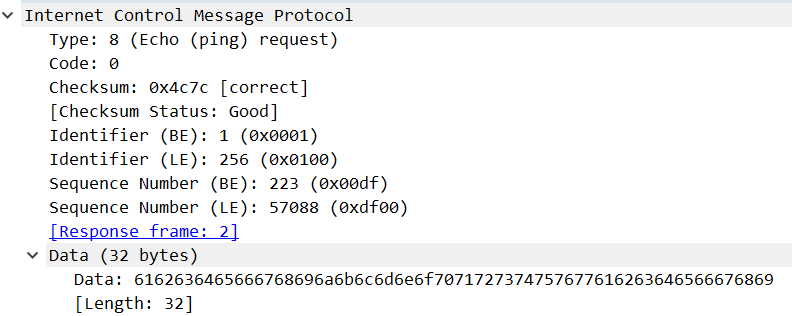 Internet Control Message Protocol
Type: 8 (Echo (ping) request)
Code: 0
Checksum: 0x4c7c [correct]
[Checksum Status: Good]
Identifier (BE): 1 (0x0001)
Identifier (LE): 256 (0x0100)
Sequence Number (BE): 223 (0x00df)
Sequence Number (LE): 57088 (0xdf00)
[Response frame: 2]
Data (32 bytes)
Data: 6162636465666768696a6b6c6d6e6f7071727374757677616263646566676869
[Length: 32]